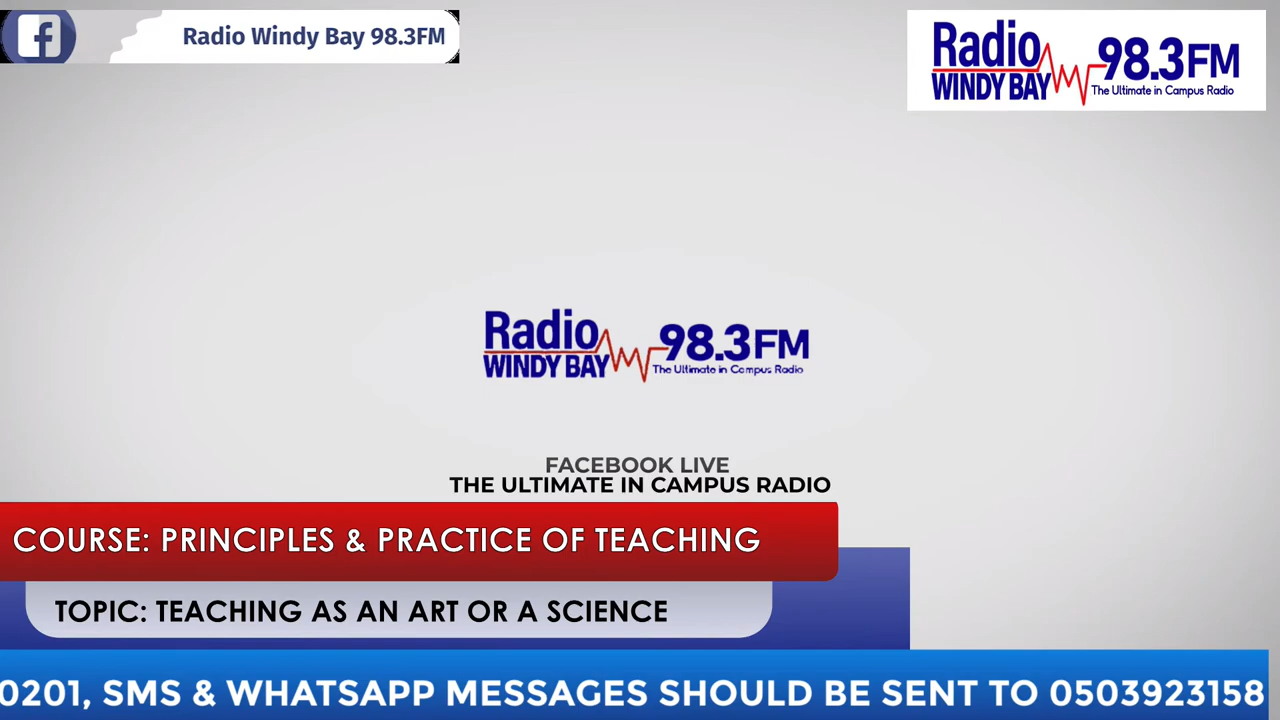 f
Radio Windy Bay 98.3FM
Radio
WINDY BAY
98.3FM
The Ultimate in Campus Radio
Radio
WINDY BAY
98.3FM
The Ultimate in Campus Radio
FACEBOOK LIVE
THE ULTIMATE IN CAMPUS RADIO
COURSE: PRINCIPLES & PRACTICE OF TEACHING
TOPIC: TEACHING AS AN ART OR A SCIENCE
0201, SMS & WHATSAPP MESSAGES SHOULD BE SENT TO 0503923158